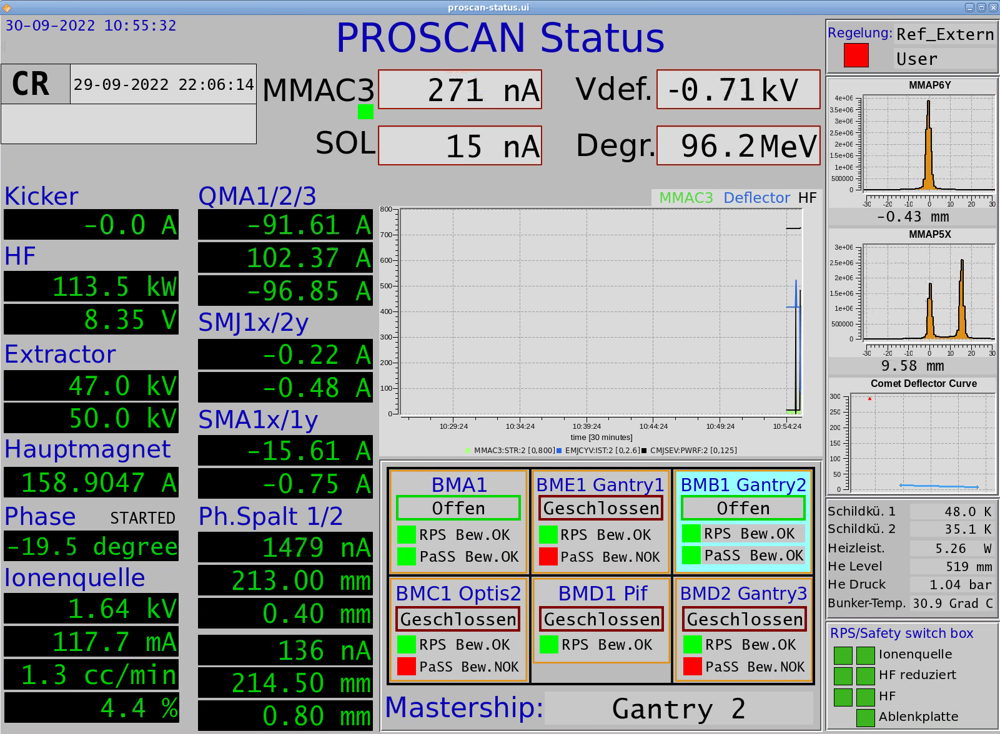 proscan-status.ui
30-09-2022 10:55:32
PROSCAN Status
CR
29-09-2022 22:06:14
MMAC3
271 nA
Vdef.
-0.71kV
SOL
15 nA
Degr.
96.2MeV
Kicker
-0.0 A
HF
113.5 kW
8.35 V
Extractor
47.0 kV
50.0 kV
Hauptmagnet
158.9047 A
Phase STARTED
-19.5 degree
Ionenquelle
1.64 kV
117.7 mA
1.3 cc/min
4.4 %
QMA1/2/3
-91.61 A
102.37 A
-96.85 A
SMJ1x/2y
-0.22 A
-0.48 A
SMA1x/1y
-15.61 A
-0.75 A
Ph.Spalt 1/2
1479 nA
213.00 mm
0.40 mm
136 nA
214.50 mm
0.80 mm
MMAC3 Deflector HF
800
700
600
500
400
300
200
100
0
10:29:24 10:34:24 10:39:24 10:44:24 10:49:24 10:54:24
time [30 minutes]
MMAC3:STR:2 [0,800] EMJCYV:IST:2 [0,2.6] CMJSEV:PWRF:2 [0,125]
BMA1
Offen
RPS Bew.OK
PaSS Bew.OK
BME1 Gantry1
Geschlossen
RPS Bew.OK
PaSS Bew.NOK
BMB1 Gantry2
Offen
RPS Bew.OK
PaSS Bew.OK
BMC1 Optis2
Geschlossen
RPS Bew.OK
PaSS Bew.NOK
BMD1 Pif
Geschlossen
RPS Bew.OK
BMD2 Gantry3
Geschlossen
RPS Bew.OK
PaSS Bew.NOK
Mastership: Gantry 2
Regelung: Ref_Extern
User
MMAP6Y
4e+06
3.5e+06
3e+06
2.5e+06
2e+06
1.5e+06
1e+06
500000
0
-30 -20 -10 0 10 20 30
-0.43 mm
MMAP5X
3e+06
2.5e+06
2e+06
1.5e+06
1e+06
500000
0
-30 -20 -10 0 10 20 30
9.58 mm
Comet Deflector Curve
300
250
200
150
100
50
0
Schildkü. 1 48.0 K
Schildkü. 2 35.1 K
Heizleist. 5.26 W
He Level 519 mm
He Druck 1.04 bar
Bunker-Temp. 30.9 Grad C
RPS/Safety switch box
Ionenquelle
HF reduziert
HF
Ablenkplatte